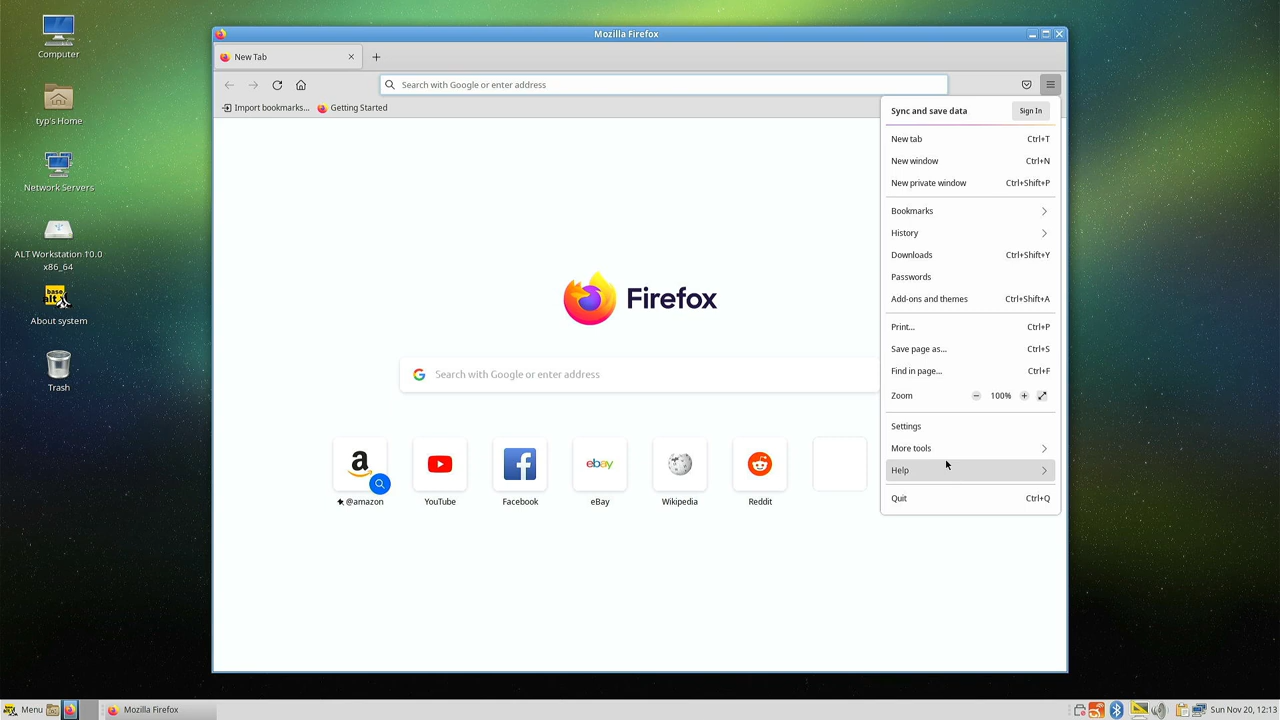 Computer
typ's Home
Network Servers
ALT Workstation 10.0
x86_64
base
alt
About system
Trash
Mozilla Firefox
New Tab
Search with Google or enter address
Import bookmarks...
Getting Started
Firefox
Search with Google or enter address
@amazon
YouTube
Facebook
ebay
eBay
Wikipedia
Reddit
Sync and save data
Sign In
New tab Ctrl+T
New window Ctrl+N
New private window Ctrl+Shift+P
Bookmarks
History
Downloads Ctrl+Shift+Y
Passwords
Add-ons and themes Ctrl+Shift+A
Print... Ctrl+P
Save page as... Ctrl+S
Find in page... Ctrl+F
Zoom 100%
Settings
More tools
Help
Quit Ctrl+Q
Menu
Mozilla Firefox
Sun Nov 20, 12:13